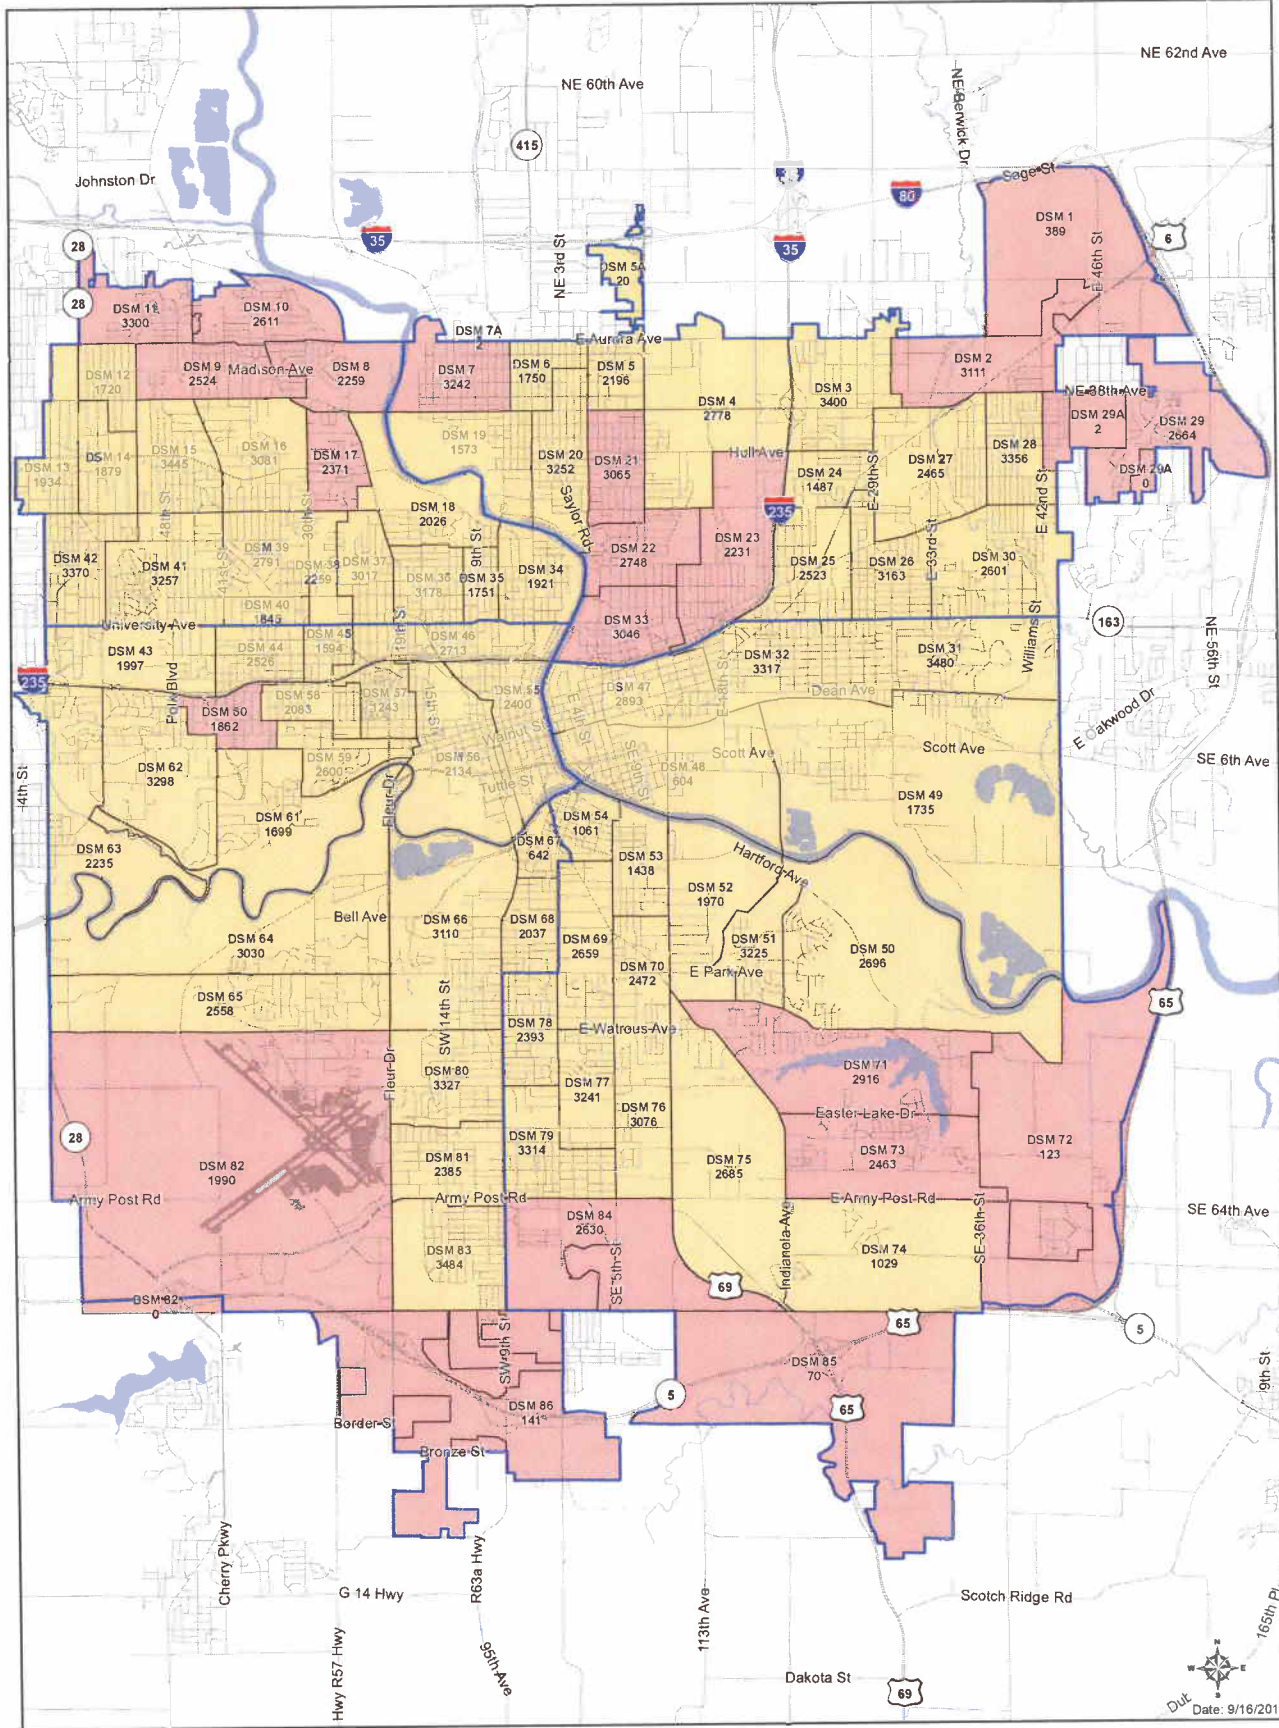 NE 62nd Ave
NE 60th Ave
NE Berwick Dr
415
Johnston Dr
Sage St
80
DSM 1
389
28
35
NE 3rd St
35
6
E 46th St
DSM 5A
20
28
DSM 11
3300
DSM 10
2611
DSM 7A
2
E Aurora Ave
DSM 12
1720
DSM 9
2524
Madison Ave
DSM 8
2259
DSM 7
3242
DSM 6
1750
DSM 5
2196
DSM 4
2778
DSM 3
3400
DSM 2
3111
NE 38th Ave
DSM 29A
2
DSM 29
2664
DSM 13
1934
DSM 14
1879
DSM 15
3445
DSM 16
3081
DSM 17
2371
DSM 19
1573
DSM 20
3252
DSM 21
3065
Hull Ave
DSM 24
1487
E 29th St
DSM 27
2465
DSM 28
3356
DSM 29A
0
E 42nd St
48th St
30th St
DSM 18
2026
9th St
Saylor Rd
235
DSM 42
3370
DSM 41
3257
41st St
DSM 39
2791
DSM 38
2259
DSM 37
3017
DSM 36
3178
DSM 35
1751
DSM 34
1921
DSM 22
2748
DSM 23
2231
DSM 25
2523
DSM 26
3163
E 33rd St
DSM 30
2601
DSM 40
1845
University Ave
19th St
DSM 33
3046
Williams St
163
NE 56th St
DSM 43
1997
DSM 44
2526
DSM 45
1594
DSM 46
2713
DSM 32
3317
DSM 31
3480
235
Polk Blvd
DSM 60
1862
DSM 58
2083
DSM 57
3243
DSM 55
2400
DSM 47
2893
E 18th St
Dean Ave
E Oakwood Dr
Walnut St
E 4th St
SE 9th St
Scott Ave
Scott Ave
SE 6th Ave
DSM 62
3298
DSM 59
2600
DSM 56
2134
Tuttle St
DSM 48
604
DSM 49
1735
Fleur Dr
DSM 61
1699
DSM 63
2235
DSM 67
642
DSM 54
1061
DSM 53
1438
Hartford Ave
DSM 52
1970
DSM 51
3225
E Park Ave
DSM 50
2696
Bell Ave
DSM 64
3030
DSM 66
3110
DSM 68
2037
DSM 69
2659
DSM 70
2472
DSM 65
2558
SW 14th St
65
DSM 78
2393
E Watrous Ave
DSM 80
3327
Fleur Dr
DSM 77
3241
DSM 76
3076
DSM 71
2916
Easter Lake Dr
28
DSM 79
3314
DSM 72
123
DSM 82
1990
DSM 81
2385
DSM 75
2685
DSM 73
2463
Army Post Rd
Army Post Rd
E Army Post Rd
SE 64th Ave
DSM 84
2630
DSM 83
3484
SE 5th St
69
Indianola Ave
DSM 74
1029
SE 36th St
DSM 82
0
SW 9th St
65
5
DSM 85
70
5
DSM 86
141
65
Border S
Bronze St
Cherry Pkwy
G 14 Hwy
R63a Hwy
Scotch Ridge Rd
Hwy R57 Hwy
95th Ave
113th Ave
165th Pl
Dakota St
69
N
W E
S
Date: 9/16/201